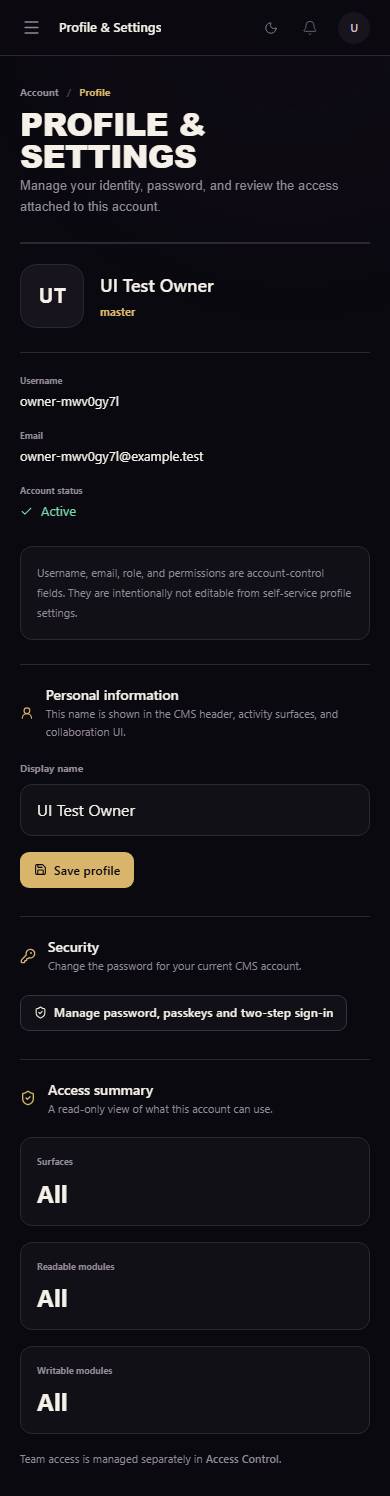 Profile & Settings
U
Account / Profile
PROFILE &
SETTINGS
Manage your identity, password, and review the access
attached to this account.
UT
UI Test Owner
master
Username
owner-mwv0gy7l
Email
owner-mwv0gy7l@example.test
Account status
Active
Username, email, role, and permissions are account-control
fields. They are intentionally not editable from self-service profile
settings.
Personal information
This name is shown in the CMS header, activity surfaces, and
collaboration UI.
Display name
UI Test Owner
Save profile
Security
Change the password for your current CMS account.
Manage password, passkeys and two-step sign-in
Access summary
A read-only view of what this account can use.
Surfaces
All
Readable modules
All
Writable modules
All
Team access is managed separately in Access Control.